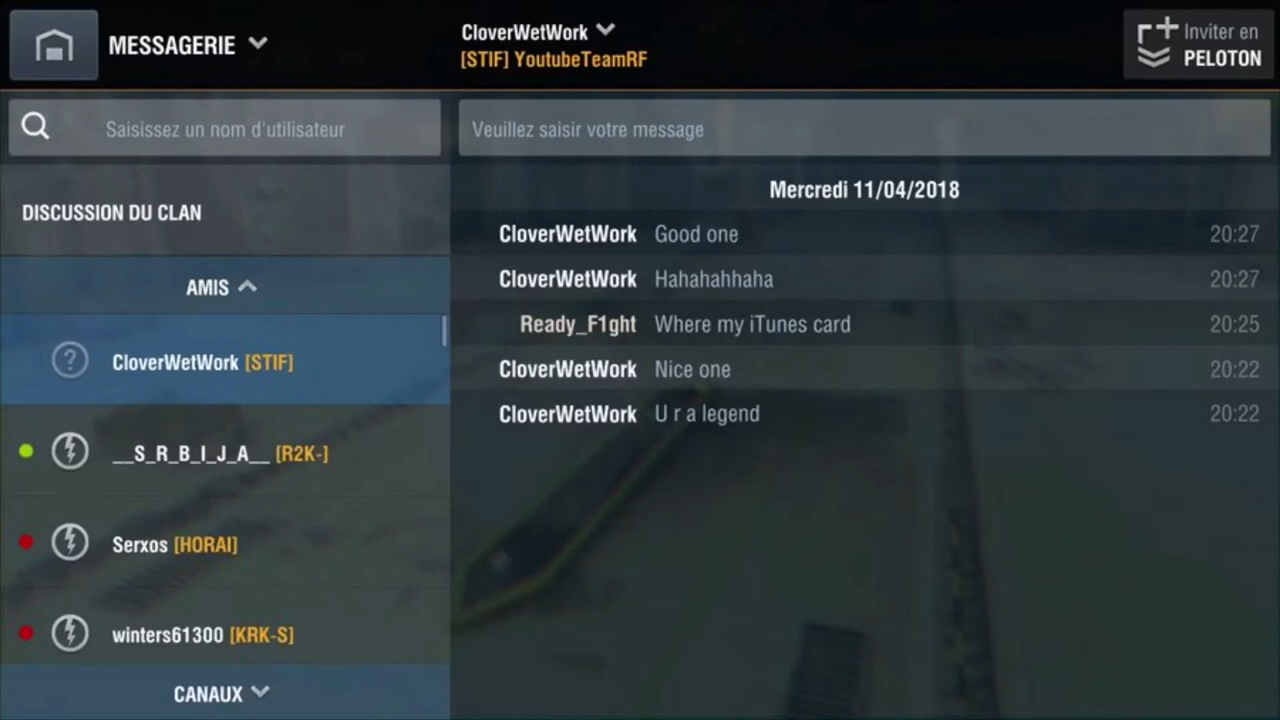 MESSAGERIE
CloverWetWork
[STIF] YoutubeTeamRF
Inviter en
PELOTON
Saisissez un nom d'utilisateur
Veuillez saisir votre message
DISCUSSION DU CLAN
AMIS
CloverWetWork [STIF]
__S_R_B_I_J_A__ [R2K-]
Serxos [HORAI]
winters61300 [KRK-S]
CANAUX
Mercredi 11/04/2018
CloverWetWork Good one 20:27
CloverWetWork Hahahahhaha 20:27
Ready_F1ght Where my iTunes card 20:25
CloverWetWork Nice one 20:22
CloverWetWork U r a legend 20:22